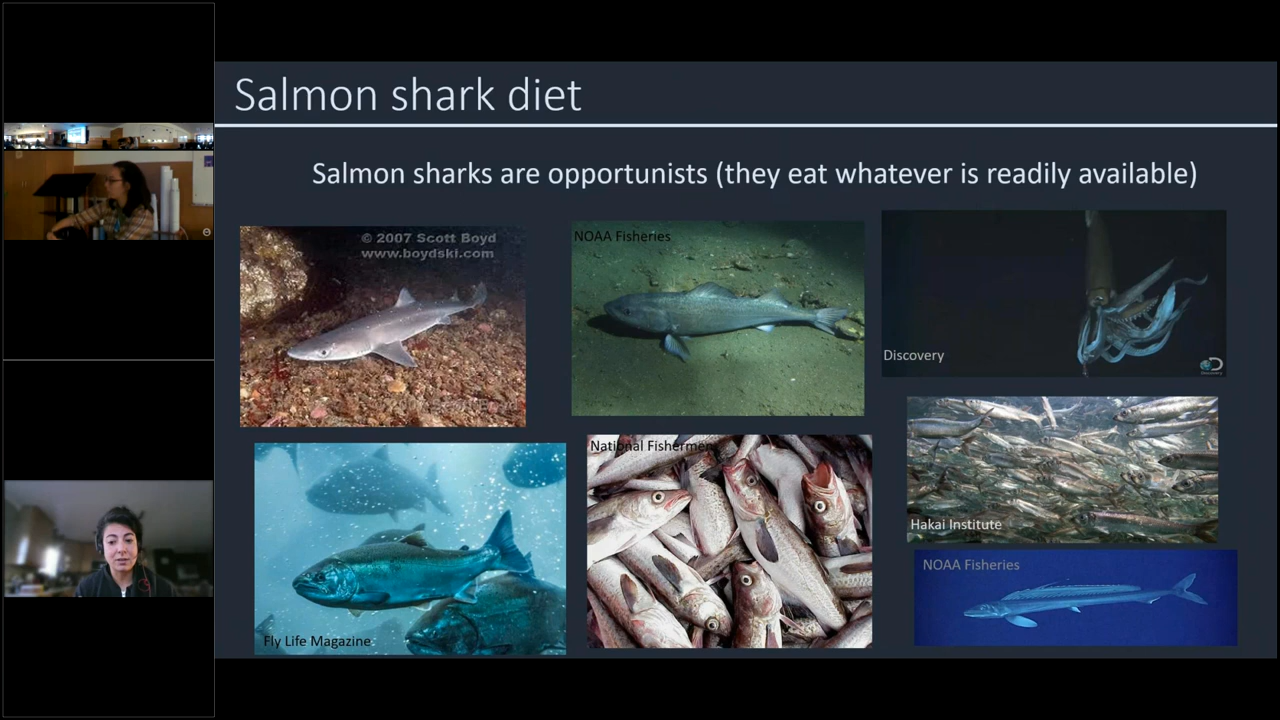 Salmon shark diet
Salmon sharks are opportunists (they eat whatever is readily available)
© 2007 Scott Boyd
www.boydski.com
NOAA Fisheries
Discovery
Fly Life Magazine
National Fishermen
Hakai Institute
NOAA Fisheries